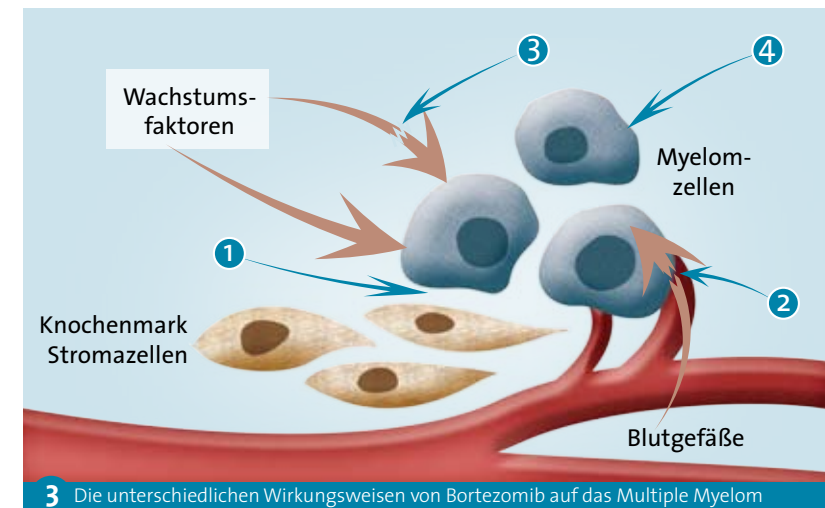 3
4
Wachstums-
faktoren
Myelom-
zellen
1
2
Knochenmark
Stromazellen
Blutgefäße
3 Die unterschiedlichen Wirkungsweisen von Bortezomib auf das Multiple Myelom